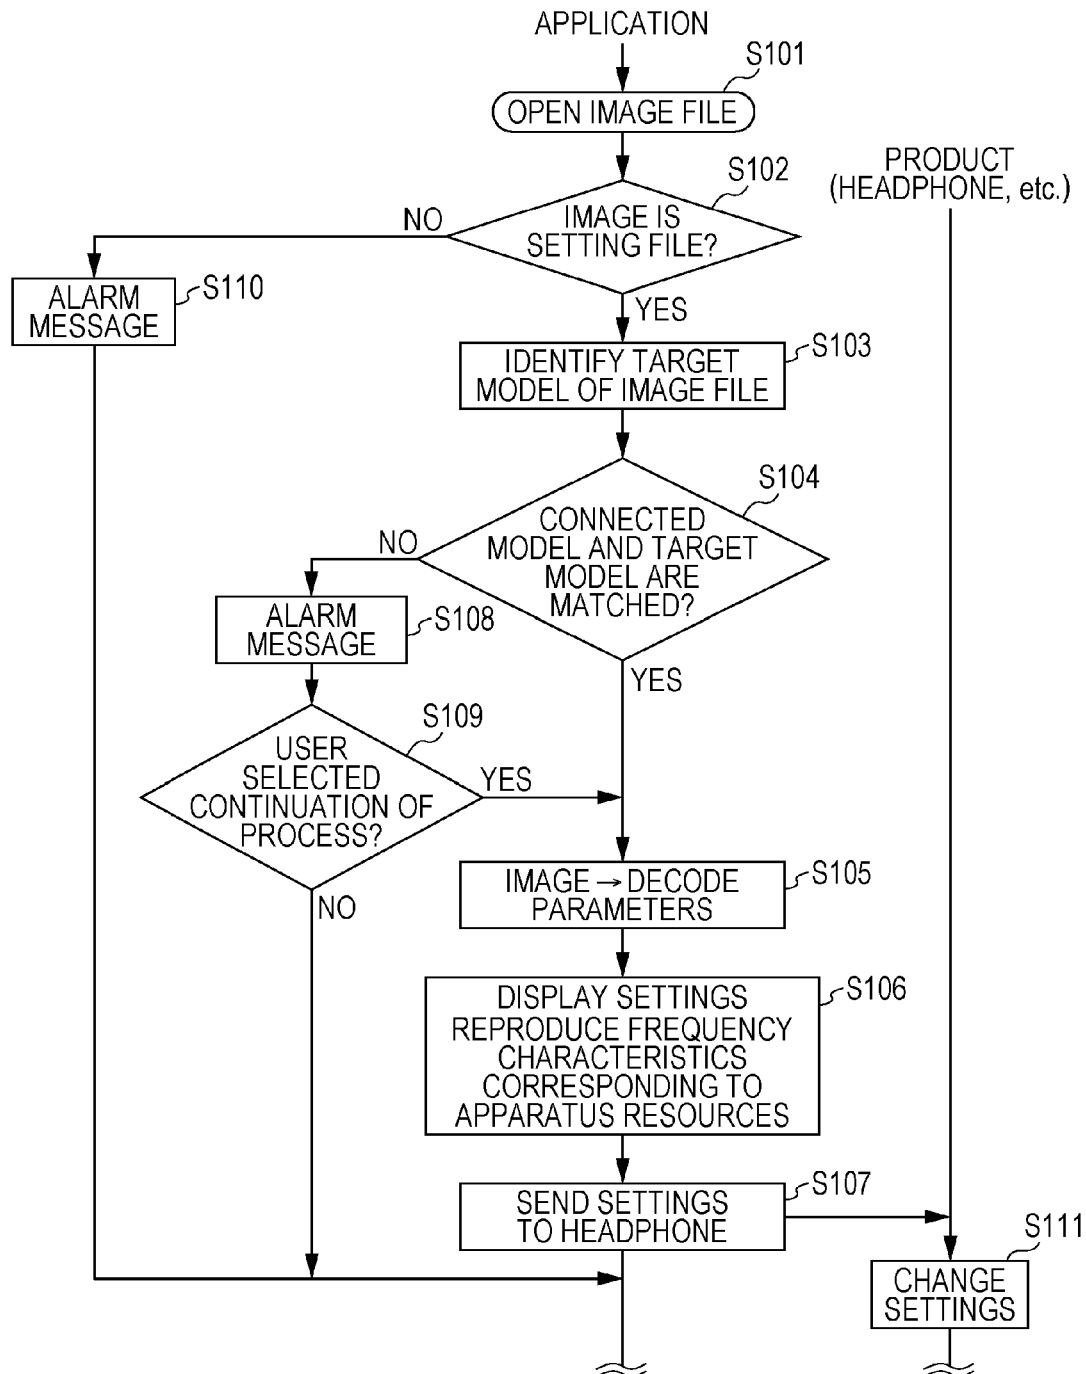 APPLICATION
S101
OPEN IMAGE FILE
PRODUCT
(HEADPHONE, etc.)
S102
IMAGE IS
SETTING FILE?
NO
YES
S110
ALARM
MESSAGE
S103
IDENTIFY TARGET
MODEL OF IMAGE FILE
S104
CONNECTED
MODEL AND TARGET
MODEL ARE
MATCHED?
NO
YES
S108
ALARM
MESSAGE
S109
USER
SELECTED
CONTINUATION OF
PROCESS?
YES
NO
S105
IMAGE → DECODE
PARAMETERS
S106
DISPLAY SETTINGS
REPRODUCE FREQUENCY
CHARACTERISTICS
CORRESPONDING TO
APPARATUS RESOURCES
S107
SEND SETTINGS
TO HEADPHONE
S111
CHANGE
SETTINGS